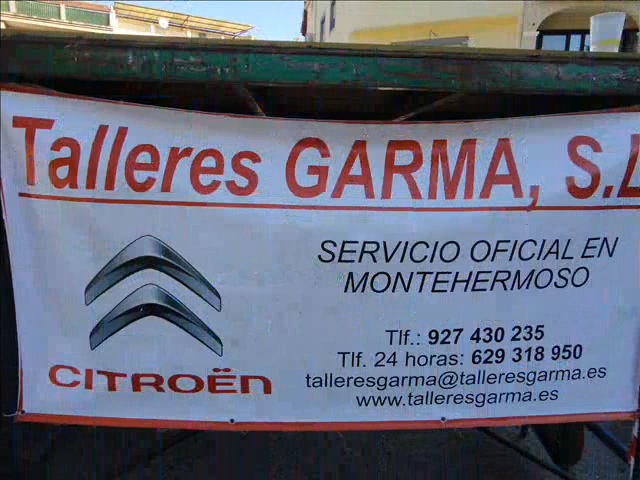 Talleres GARMA, S.L
SERVICIO OFICIAL EN
MONTEHERMOSO
CITROËN
Tlf.: 927 430 235
Tlf. 24 horas: 629 318 950
talleresgarma@talleresgarma.es
www.talleresgarma.es